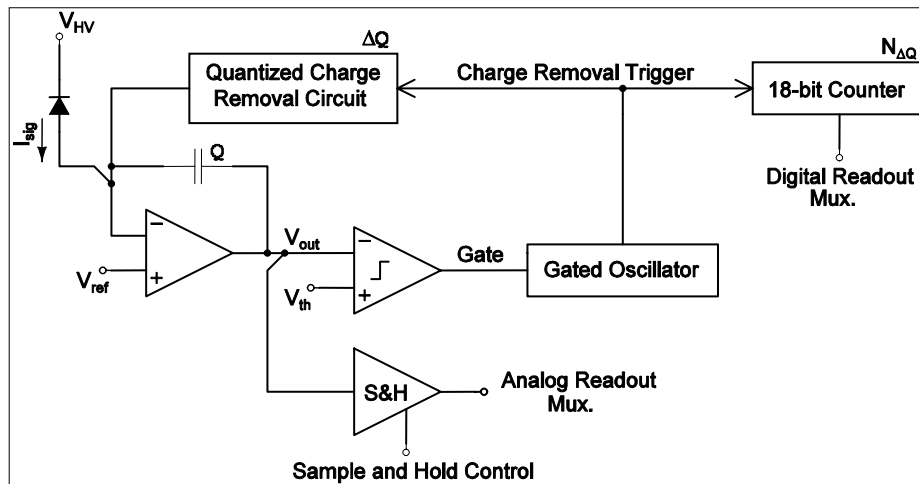 V_HV
ΔQ
N_ΔQ
Quantized Charge
Removal Circuit
Charge Removal Trigger
18-bit Counter
I_sig
Q
Digital Readout
Mux.
−
+
V_ref
V_out
−
+
V_th
Gate
Gated Oscillator
S&H
Analog Readout
Mux.
Sample and Hold Control